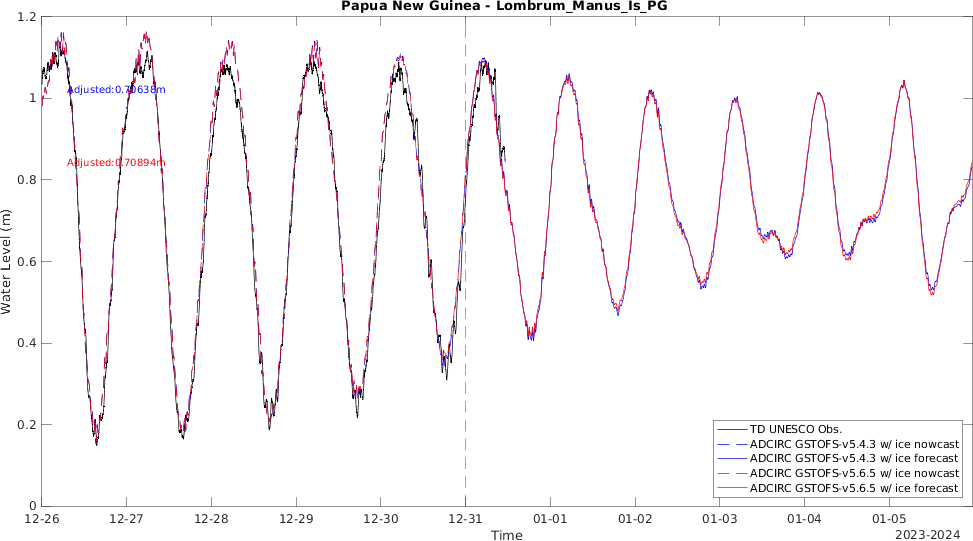 Papua New Guinea - Lombrum_Manus_Is_PG
1.2
1
0.8
0.6
0.4
0.2
0
Water Level (m)
Adjusted:0.70638m
Adjusted:0.70894m
TD UNESCO Obs.
ADCIRC GSTOFS-v5.4.3 w/ ice nowcast
ADCIRC GSTOFS-v5.4.3 w/ ice forecast
ADCIRC GSTOFS-v5.6.5 w/ ice nowcast
ADCIRC GSTOFS-v5.6.5 w/ ice forecast
12-26 12-27 12-28 12-29 12-30 12-31 01-01 01-02 01-03 01-04 01-05
Time
2023-2024